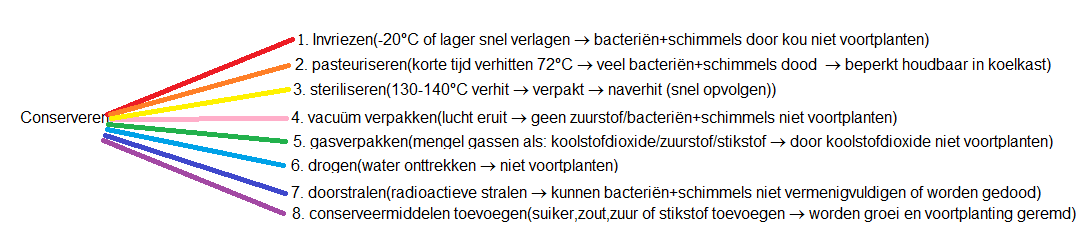 1. Invriezen(-20°C of lager snel verlagen → bacteriën+schimmels door kou niet voortplanten)
2. pasteuriseren(korte tijd verhitten 72°C → veel bacteriën+schimmels dood → beperkt houdbaar in koelkast)
3. steriliseren(130-140°C verhit → verpakt → naverhit (snel opvolgen))
Conserveren
4. vacuüm verpakken(lucht eruit → geen zuurstof/bacteriën+schimmels niet voortplanten)
5. gasverpakken(mengel gassen als: koolstofdioxide/zuurstof/stikstof → door koolstofdioxide niet voortplanten)
6. drogen(water onttrekken → niet voortplanten)
7. doorstralen(radioactieve stralen → kunnen bacteriën+schimmels niet vermenigvuldigen of worden gedood)
8. conserveermiddelen toevoegen(suiker,zout,zuur of stikstof toevoegen → worden groei en voortplanting geremd)